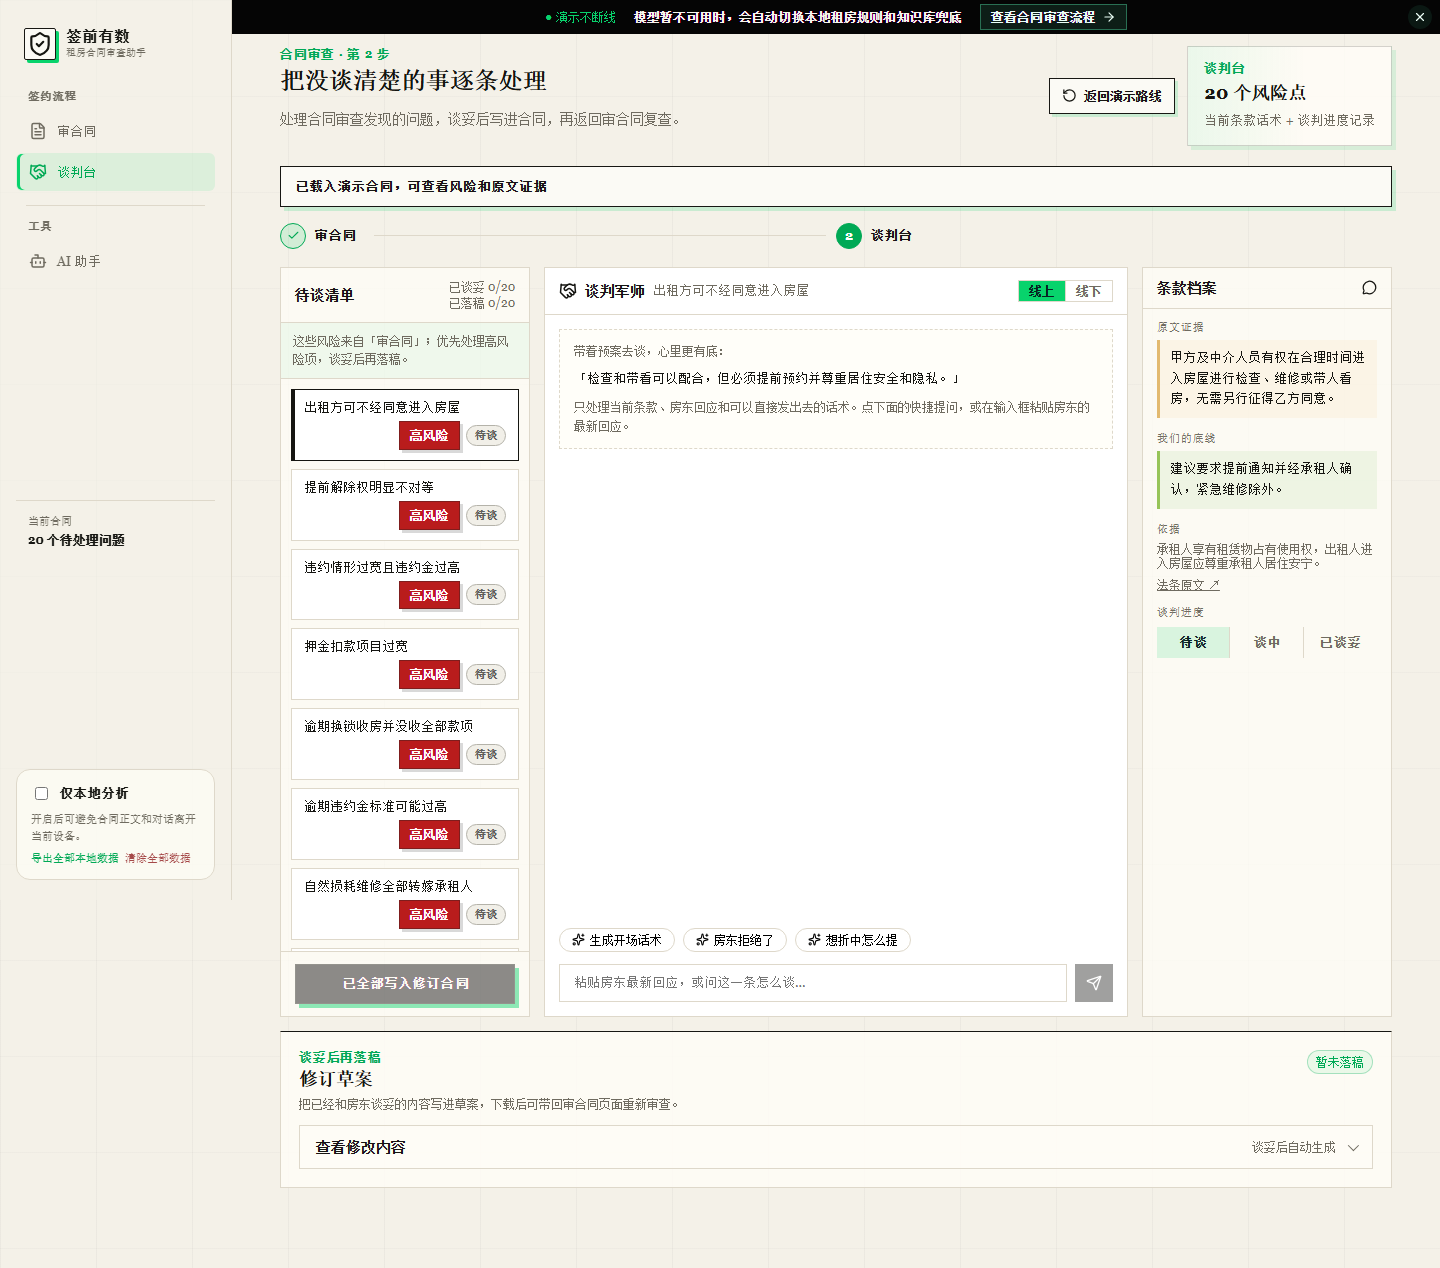 演示不断线 模型暂不可用时，会自动切换本地租房规则和知识库兜底 查看合同审查流程
签前有数
租房合同审查助手
签约流程
审合同
谈判台
工具
AI 助手
当前合同
20 个待处理问题
仅本地分析
开启后可避免合同正文和对话离开
当前设备。
导出全部本地数据 清除全部数据
合同审查 · 第 2 步
把没谈清楚的事逐条处理
处理合同审查发现的问题，谈妥后写进合同，再返回审合同复查。
返回演示路线
谈判台
20 个风险点
当前条款话术 + 谈判进度记录
已载入演示合同，可查看风险和原文证据
审合同
2 谈判台
待谈清单
已谈妥 0/20
已落稿 0/20
这些风险来自「审合同」；优先处理高风
险项，谈妥后再落稿。
出租方可不经同意进入房屋
高风险 待谈
提前解除权明显不对等
高风险 待谈
违约情形过宽且违约金过高
高风险 待谈
押金扣款项目过宽
高风险 待谈
逾期换锁收房并没收全部款项
高风险 待谈
逾期违约金标准可能过高
高风险 待谈
自然损耗维修全部转嫁承租人
高风险 待谈
已全部写入修订合同
谈判军师 出租方可不经同意进入房屋
线上 线下
带着预案去谈，心里更有底：
「检查和带看可以配合，但必须提前预约并尊重居住安全和隐私。」
只处理当前条款、房东回应和可以直接发出去的话术。点下面的快捷提问，或在输入框粘贴房东的
最新回应。
生成开场话术 房东拒绝了 想折中怎么提
粘贴房东最新回应，或问这一条怎么谈...
条款档案
原文证据
甲方及中介人员有权在合理时间进
入房屋进行检查、维修或带人看
房，无需另行征得乙方同意。
我们的底线
建议要求提前通知并经承租人确
认，紧急维修除外。
依据
承租人享有租赁物占有使用权，出租人进
入房屋应尊重承租人居住安宁。
法条原文 ↗
谈判进度
待谈 谈中 已谈妥
谈妥后再落稿
修订草案
把已经和房东谈妥的内容写进草案，下载后可带回审合同页面重新审查。
暂未落稿
查看修改内容
谈妥后自动生成